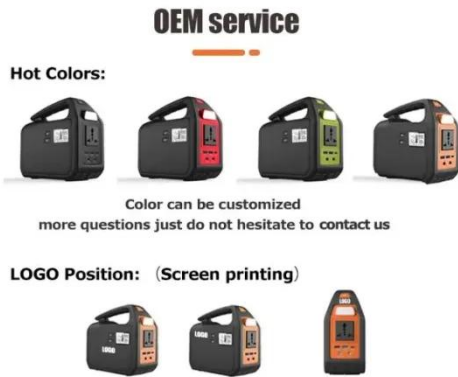 OEM service
Hot Colors:
Color can be customized
more questions just do not hesitate to contact us
LOGO Position: （Screen printing）
LOGO
LOGO
LOGO